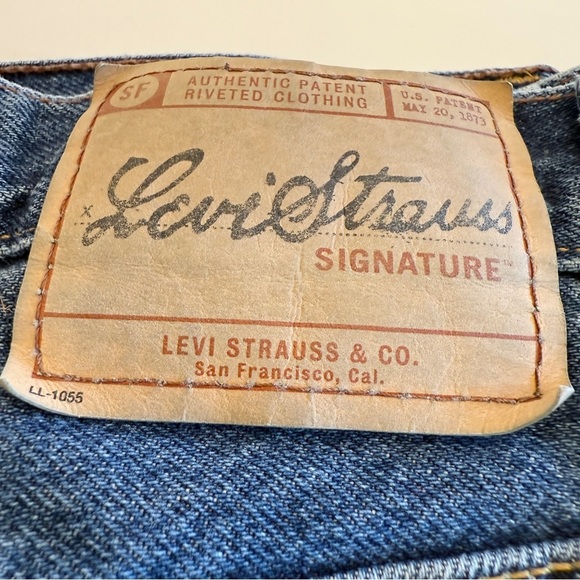 SF
AUTHENTIC PATENT
RIVETED CLOTHING
U.S. PATENT
MAY 20, 1873
x Levi Strauss
SIGNATURE™
LEVI STRAUSS & CO.
San Francisco, Cal.
LL-1055